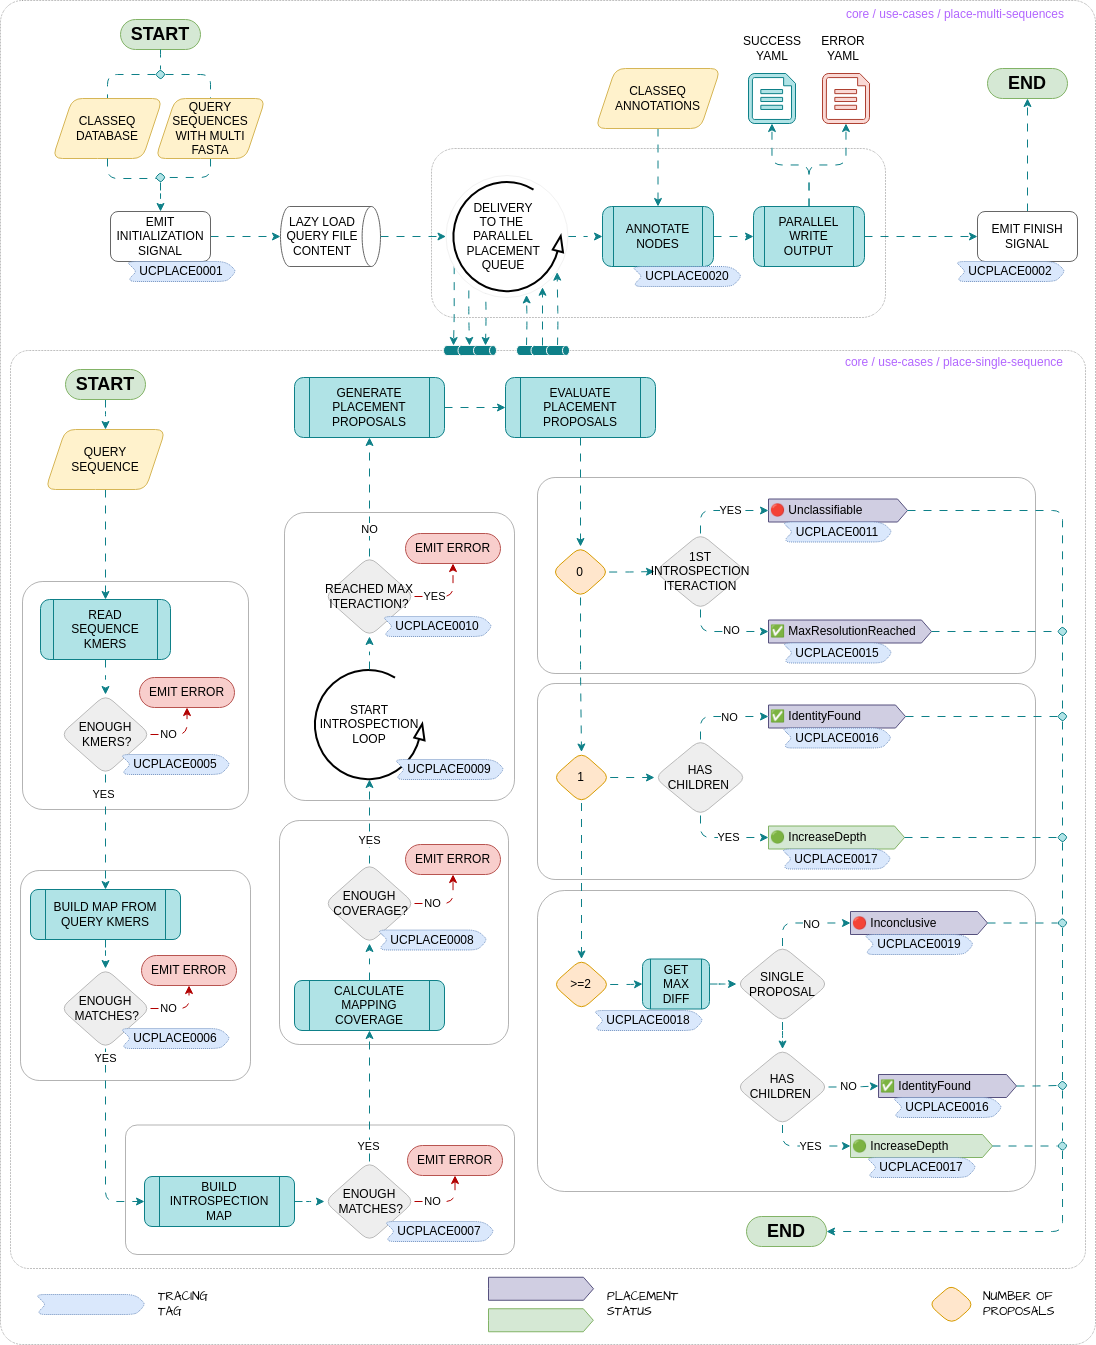 core / use-cases / place-multi-sequences
START
SUCCESS
YAML
ERROR
YAML
END
CLASSEQ
DATABASE
QUERY
SEQUENCES
WITH MULTI
FASTA
CLASSEQ
ANNOTATIONS
EMIT
INITIALIZATION
SIGNAL
UCPLACE0001
LAZY LOAD
QUERY FILE
CONTENT
DELIVERY
TO THE
PARALLEL
PLACEMENT
QUEUE
ANNOTATE
NODES
UCPLACE0020
PARALLEL
WRITE
OUTPUT
EMIT FINISH
SIGNAL
UCPLACE0002
core / use-cases / place-single-sequence
START
QUERY
SEQUENCE
READ
SEQUENCE
KMERS
ENOUGH
KMERS?
NO
EMIT ERROR
UCPLACE0005
YES
BUILD MAP FROM
QUERY KMERS
ENOUGH
MATCHES?
NO
EMIT ERROR
UCPLACE0006
YES
BUILD
INTROSPECTION
MAP
ENOUGH
MATCHES?
NO
EMIT ERROR
UCPLACE0007
YES
CALCULATE
MAPPING
COVERAGE
ENOUGH
COVERAGE?
NO
EMIT ERROR
UCPLACE0008
YES
START
INTROSPECTION
LOOP
UCPLACE0009
REACHED MAX
ITERACTION?
YES
EMIT ERROR
UCPLACE0010
NO
GENERATE
PLACEMENT
PROPOSALS
EVALUATE
PLACEMENT
PROPOSALS
0
1ST
INTROSPECTION
ITERACTION
YES
Unclassifiable
UCPLACE0011
NO
MaxResolutionReached
UCPLACE0015
1
HAS
CHILDREN
NO
IdentityFound
UCPLACE0016
YES
IncreaseDepth
UCPLACE0017
>=2
GET
MAX
DIFF
UCPLACE0018
SINGLE
PROPOSAL
NO
Inconclusive
UCPLACE0019
HAS
CHILDREN
NO
IdentityFound
UCPLACE0016
YES
IncreaseDepth
UCPLACE0017
END
TRACING
TAG
PLACEMENT
STATUS
NUMBER OF
PROPOSALS